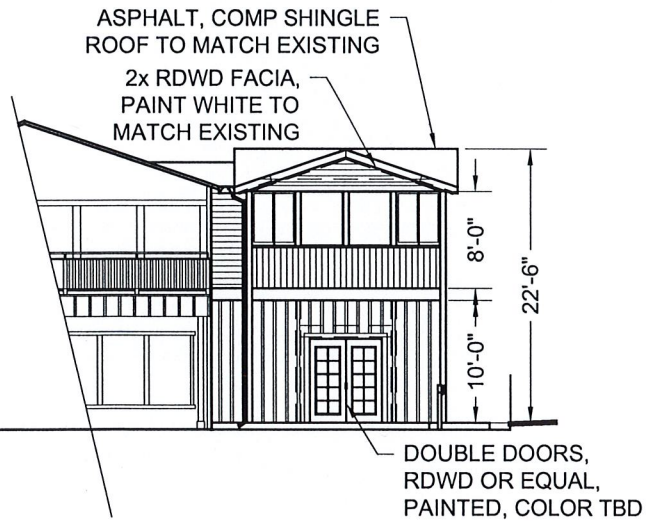 ASPHALT, COMP SHINGLE
ROOF TO MATCH EXISTING
2x RDWD FACIA,
PAINT WHITE TO
MATCH EXISTING
8'-0"
22'-6"
10'-0"
DOUBLE DOORS,
RDWD OR EQUAL,
PAINTED, COLOR TBD